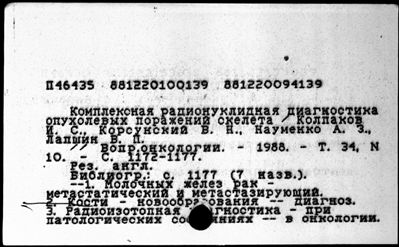 П46435 881220100139 881220094139
Комплексная радионуклидная диагностика
опухолевых поражений скелета / Колпаков
И. С., Корсунский В. Н., Науменко А. З.,
Лапшин В. П.
// Вопр.онкологии. - 1988. - Т. 34, N
10. - С. 1172-1177.
Рез. англ.
Библиогр.: с. 1177 (7 назв.).
--1. Молочных желез рак -
метастатический и метастазирующий.
2. Кости - новообразования -- диагноз.
3. Радиоизотопная диагностика - при
патологических состояниях -- в онкологии.